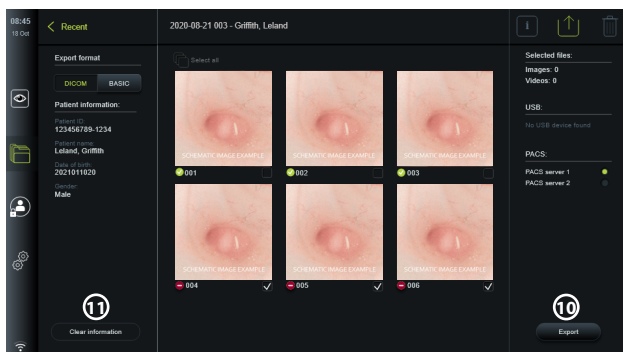 08:45
18 Oct
Recent
2020-08-21 003 - Griffith, Leland
i
Export format
DICOM
BASIC
Patient information:
Patient ID:
123456789-1234
Patient name:
Leland, Griffith
Date of birth:
2021011020
Gender
Male
11
Clear information
Select all
SCHEMATIC IMAGE EXAMPLE
SCHEMATIC IMAGE EXAMPLE
SCHEMATIC IMAGE EXAMPLE
001
002
003
SCHEMATIC IMAGE EXAMPLE
SCHEMATIC IMAGE EXAMPLE
SCHEMATIC IMAGE EXAMPLE
004
005
006
Selected files:
Images: 0
Videos: 0
USB:
No USB device found
PACS:
PACS server 1
PACS server 2
10
Export